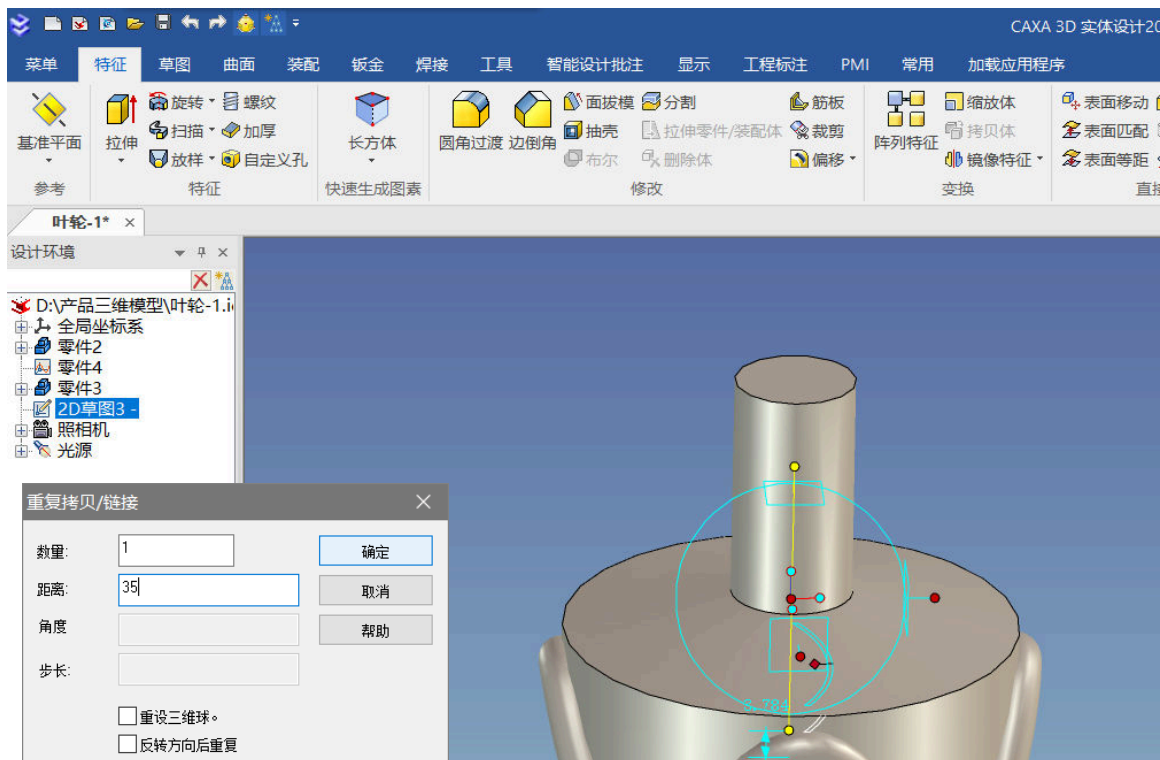 CAXA 3D 实体设计20
菜单 特征 草图 曲面 装配 钣金 焊接 工具 智能设计批注 显示 工程标注 PMI 常用 加载应用程序
旋转 螺纹 面拔模 分割 筋板 缩放体 表面移动
基准平面 拉伸 扫描 加厚 长方体 圆角过渡 边倒角 抽壳 拉伸零件/装配体 裁剪 阵列特征 拷贝体 表面匹配
放样 自定义孔 布尔 删除体 偏移 镜像特征 表面等距
参考 特征 快速生成图素 修改 变换 直接
叶轮-1*
设计环境
D:\产品三维模型\叶轮-1.i
全局坐标系
零件2
零件4
零件3
2D草图3 -
照相机
光源
重复拷贝/链接
数量: 1 确定
距离: 35 取消
角度 帮助
步长:
重设三维球。
反转方向后重复
3.784